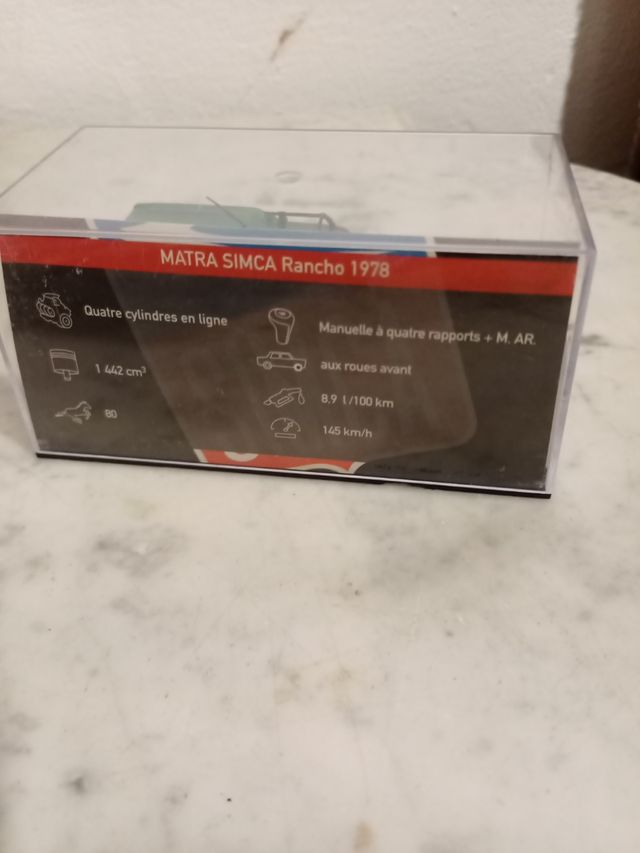 MATRA SIMCA Rancho 1978
Quatre cylindres en ligne
1 442 cm³
80
Manuelle à quatre rapports + M. AR.
aux roues avant
8,9 l/100 km
145 km/h